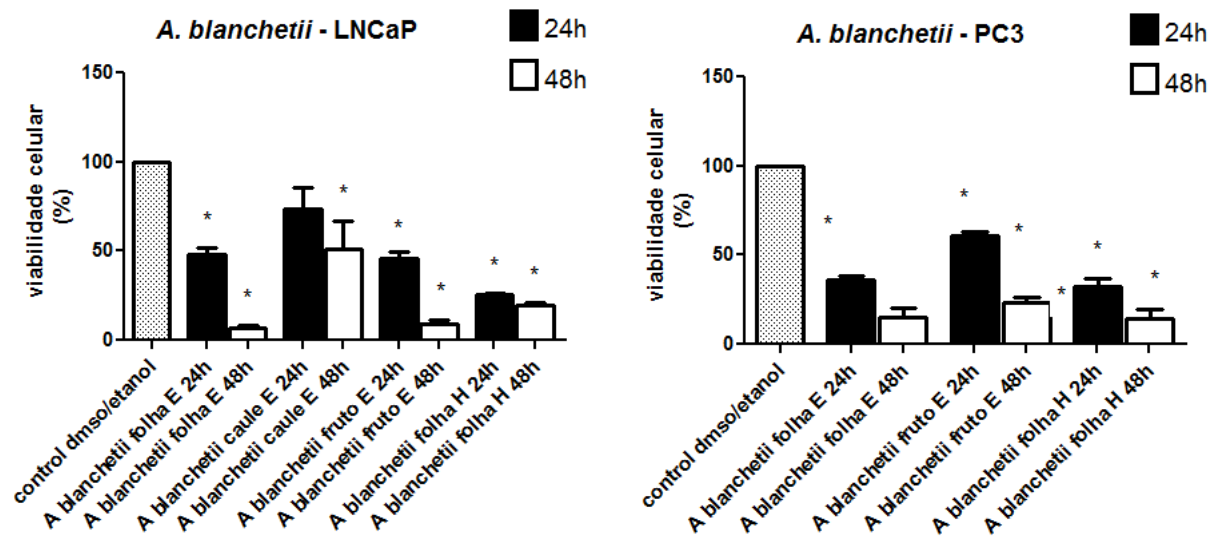 A. blanchetii - LNCaP
24h
48h
viabilidade celular
(%)
150
100
50
0
*
*
*
*
*
*
*
control dmso/etanol
A blanchetii folha E 24h
A blanchetii folha E 48h
A blanchetii caule E 24h
A blanchetii caule E 48h
A blanchetii fruto E 24h
A blanchetii fruto E 48h
A blanchetii folha H 24h
A blanchetii folha H 48h
A. blanchetii - PC3
24h
48h
viabilidade celular
(%)
150
100
50
0
*
*
*
*
*
*
control dmso/etanol
A blanchetii folha E 24h
A blanchetii folha E 48h
A blanchetii fruto E 24h
A blanchetii fruto E 48h
A blanchetii folha H 24h
A blanchetii folha H 48h